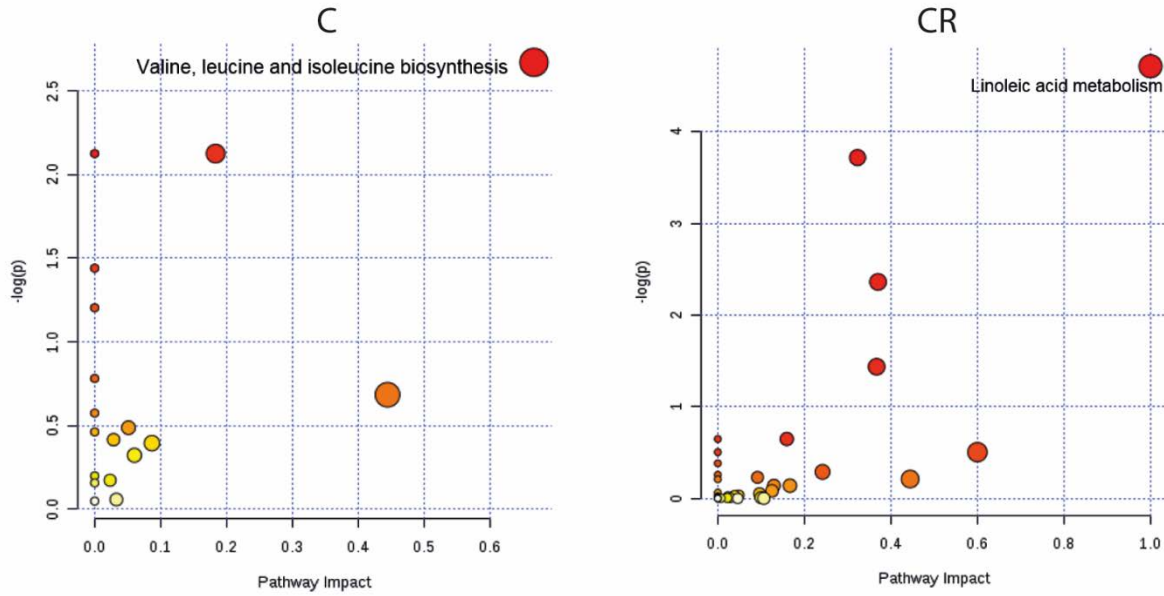 C
Valine, leucine and isoleucine biosynthesis
2.5
2.0
1.5
1.0
0.5
0.0
-log(p)
0.0 0.1 0.2 0.3 0.4 0.5 0.6
Pathway Impact
CR
Linoleic acid metabolism
4
3
2
1
0
-log(p)
0.0 0.2 0.4 0.6 0.8 1.0
Pathway Impact